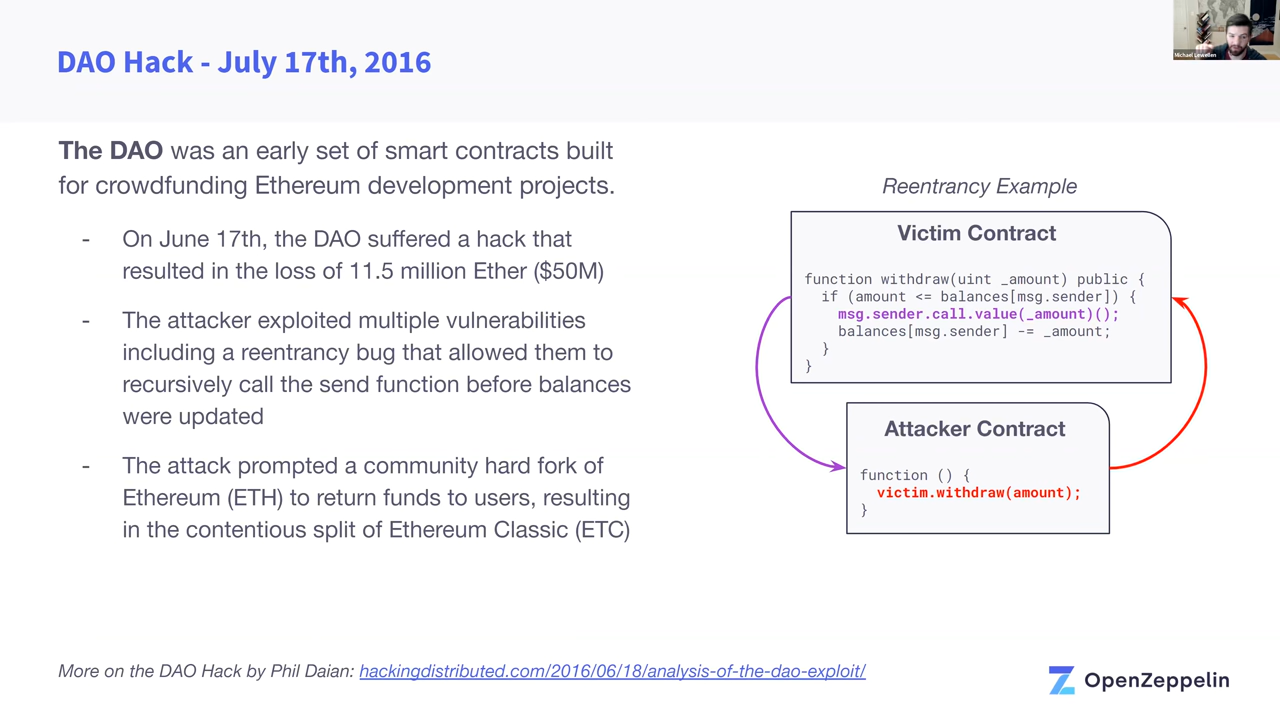 Michael Lewellen
DAO Hack - July 17th, 2016
The DAO was an early set of smart contracts built
for crowdfunding Ethereum development projects.
- On June 17th, the DAO suffered a hack that
resulted in the loss of 11.5 million Ether ($50M)
- The attacker exploited multiple vulnerabilities
including a reentrancy bug that allowed them to
recursively call the send function before balances
were updated
- The attack prompted a community hard fork of
Ethereum (ETH) to return funds to users, resulting
in the contentious split of Ethereum Classic (ETC)
Reentrancy Example
Victim Contract
function withdraw(uint _amount) public {
if (amount <= balances[msg.sender]) {
msg.sender.call.value(_amount)();
balances[msg.sender] -= _amount;
}
}
Attacker Contract
function () {
victim.withdraw(amount);
}
More on the DAO Hack by Phil Daian: hackingdistributed.com/2016/06/18/analysis-of-the-dao-exploit/
OpenZeppelin